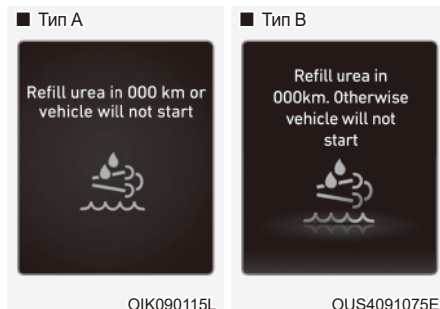 ■ Тип А
Refill urea in 000 km or
vehicle will not start
OIK090115L
■ Тип В
Refill urea in
000km. Otherwise
vehicle will not
start
OUS4091075E